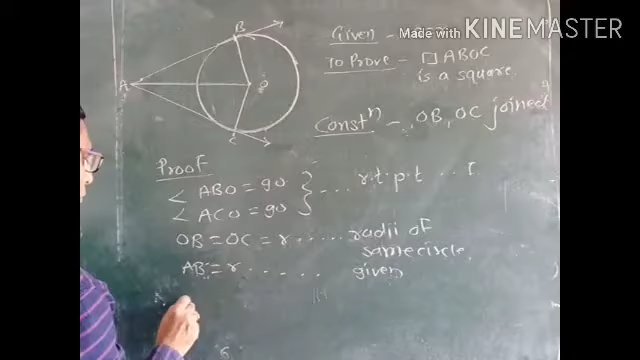 Made with KINEMASTER
Given -
To Prove - □ ABOC
is a square.
Constⁿ - OB, OC joined
B
A
O
C
Proof
< ABO = 90
< ACO = 90 } .... r.t.p.t ... r.
OB = OC = r ...... radii of
same circle.
AB = r ...... given